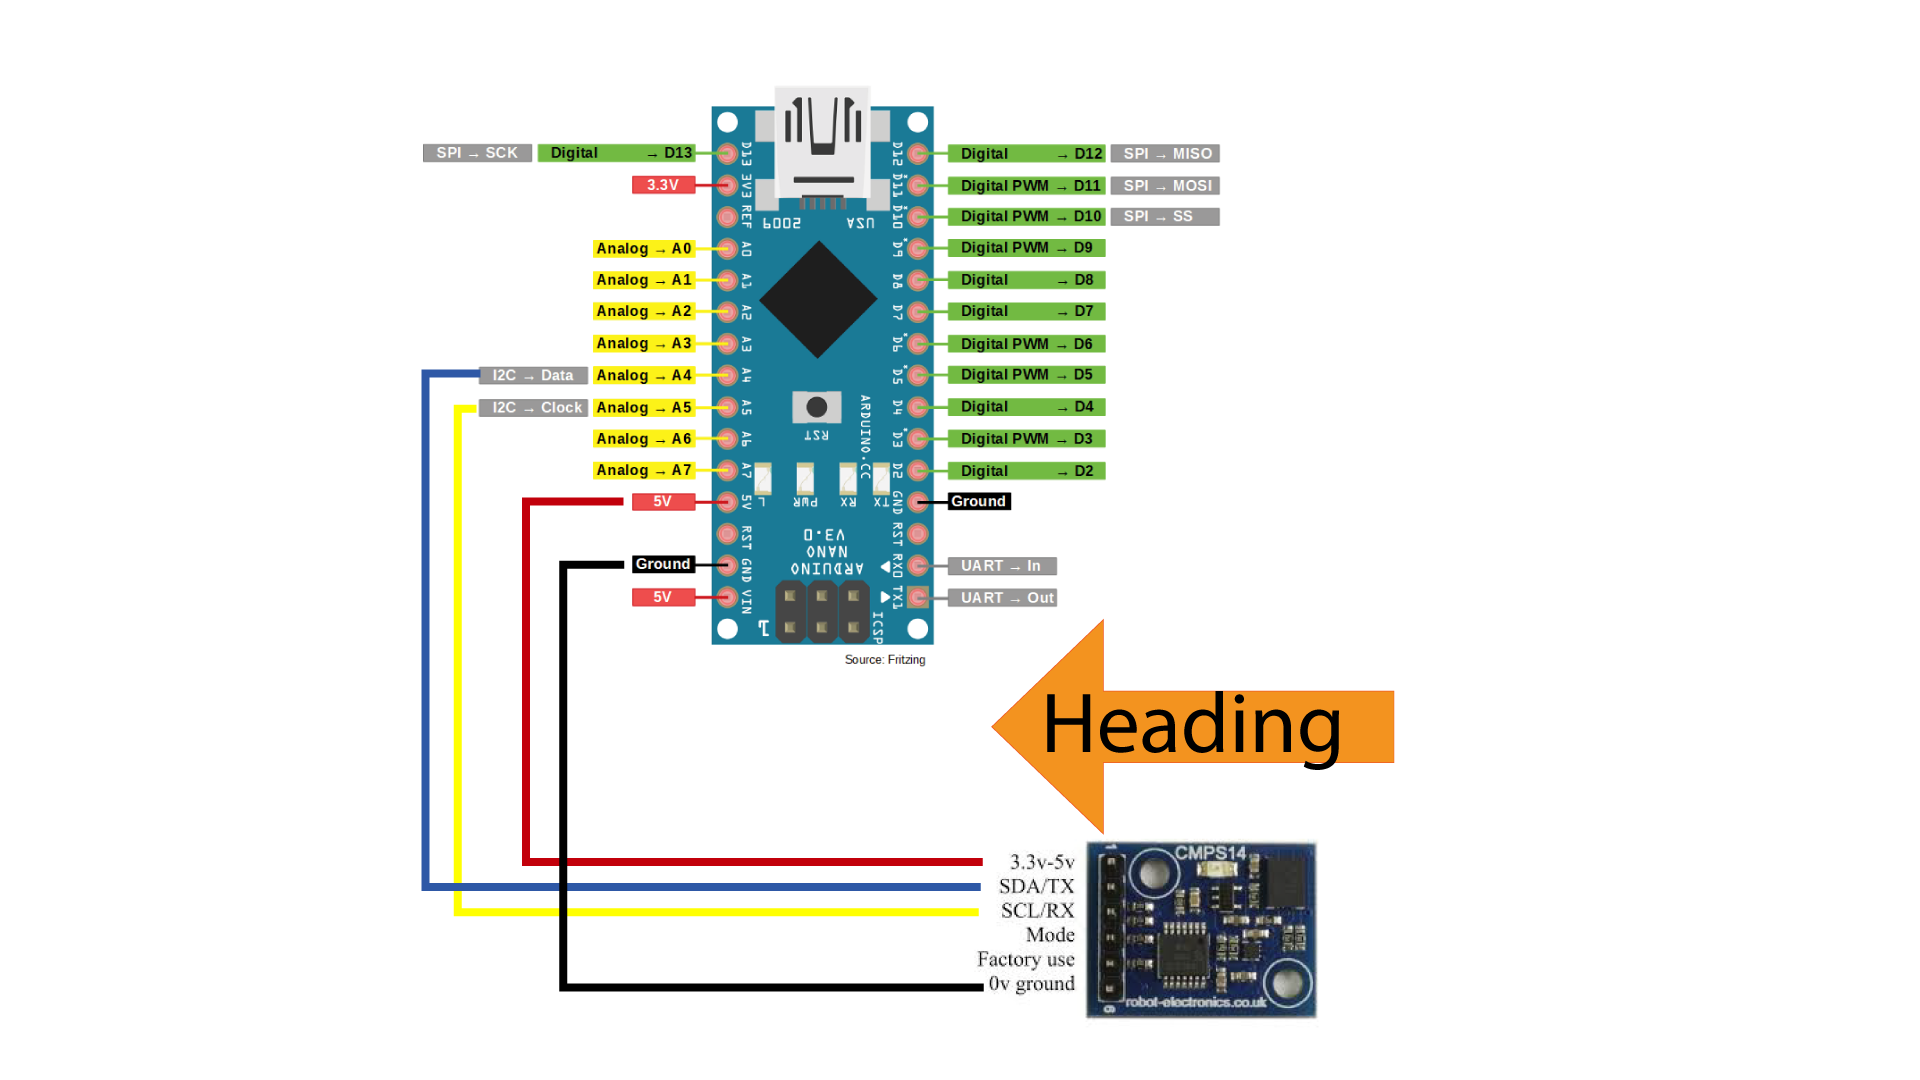 SPI → SCK
Digital → D13
3.3V
Analog → A0
Analog → A1
Analog → A2
Analog → A3
I2C → Data
Analog → A4
I2C → Clock
Analog → A5
Analog → A6
Analog → A7
5V
Ground
5V
D13
3V3
REF
A0
A1
A2
A3
A4
A5
A6
A7
5V
RST
GND
VIN
USA
2009
RST
ARDUINO.CC
L
PWR
RX
TX
ARDUINO
NANO
V3.0
1
ICSP
D12
D11
D10
D9
D8
D7
D6
D5
D4
D3
D2
GND
RST
RX0
TX1
Digital → D12
SPI → MISO
Digital PWM → D11
SPI → MOSI
Digital PWM → D10
SPI → SS
Digital PWM → D9
Digital → D8
Digital → D7
Digital PWM → D6
Digital PWM → D5
Digital → D4
Digital PWM → D3
Digital → D2
Ground
UART → In
UART → Out
Source: Fritzing
Heading
3.3v-5v
SDA/TX
SCL/RX
Mode
Factory use
0v ground
1
CMPS14
robot-electronics.co.uk
6